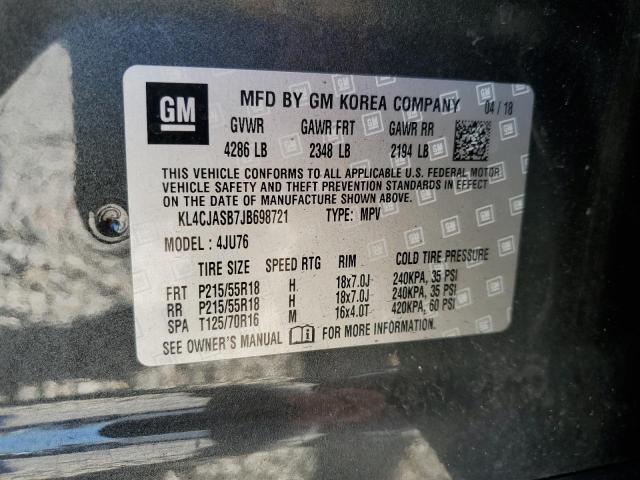 GM MFD BY GM KOREA COMPANY 04 / 18
GVWR GAWR FRT GAWR RR
4286 LB 2348 LB 2194 LB
THIS VEHICLE CONFORMS TO ALL APPLICABLE U.S. FEDERAL MOTOR
VEHICLE SAFETY AND THEFT PREVENTION STANDARDS IN EFFECT
ON THE DATE OF MANUFACTURE SHOWN ABOVE.
KL4CJASB7JB698721 TYPE: MPV
MODEL : 4JU76
TIRE SIZE SPEED RTG RIM COLD TIRE PRESSURE
FRT P215/55R18 H 18x7.0J 240KPA, 35 PSI
RR P215/55R18 H 18x7.0J 240KPA, 35 PSI
SPA T125/70R16 M 16x4.0T 420KPA, 60 PSI
SEE OWNER'S MANUAL FOR MORE INFORMATION.